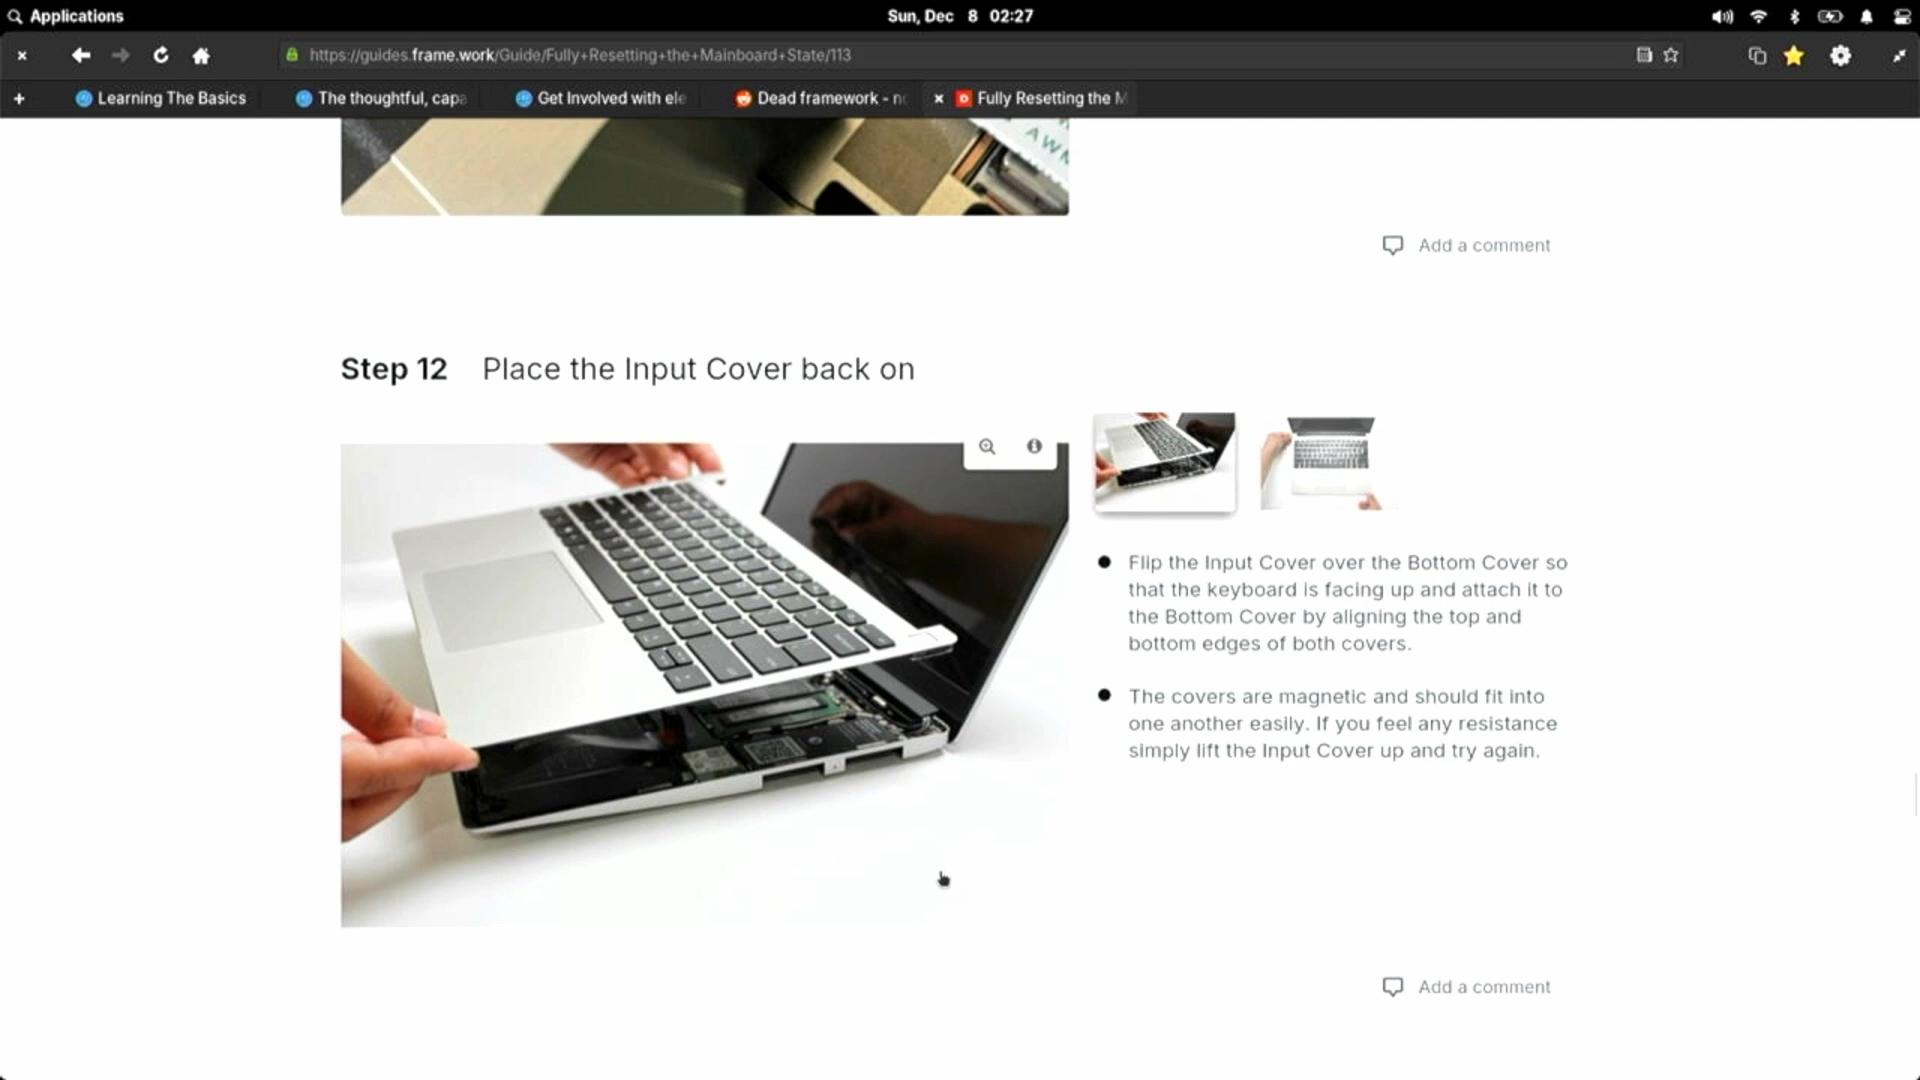 Applications
Sun, Dec 8 02:27
https://guides.frame.work/Guide/Fully+Resetting+the+Mainboard+State/113
Learning The Basics
The thoughtful, capa
Get Involved with ele
Dead framework - no
Fully Resetting the M
AWM
Add a comment
Step 12 Place the Input Cover back on
Flip the Input Cover over the Bottom Cover so
that the keyboard is facing up and attach it to
the Bottom Cover by aligning the top and
bottom edges of both covers.
The covers are magnetic and should fit into
one another easily. If you feel any resistance
simply lift the Input Cover up and try again.
Add a comment